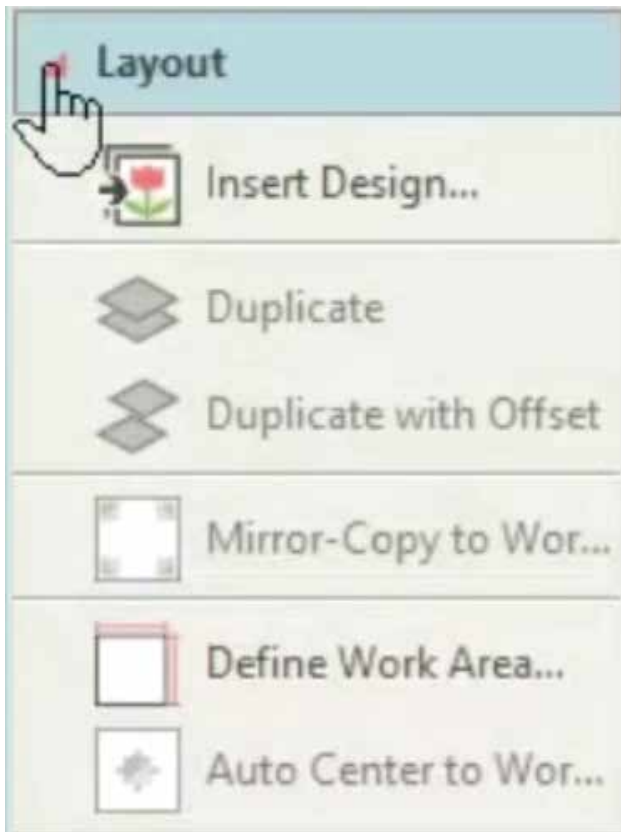 Layout
Insert Design...
Duplicate
Duplicate with Offset
Mirror-Copy to Wor...
Define Work Area...
Auto Center to Wor...